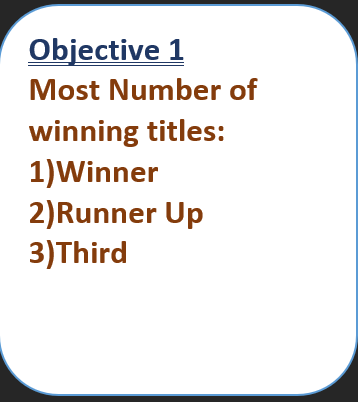 Objective 1
Most Number of
winning titles:
1)Winner
2)Runner Up
3)Third